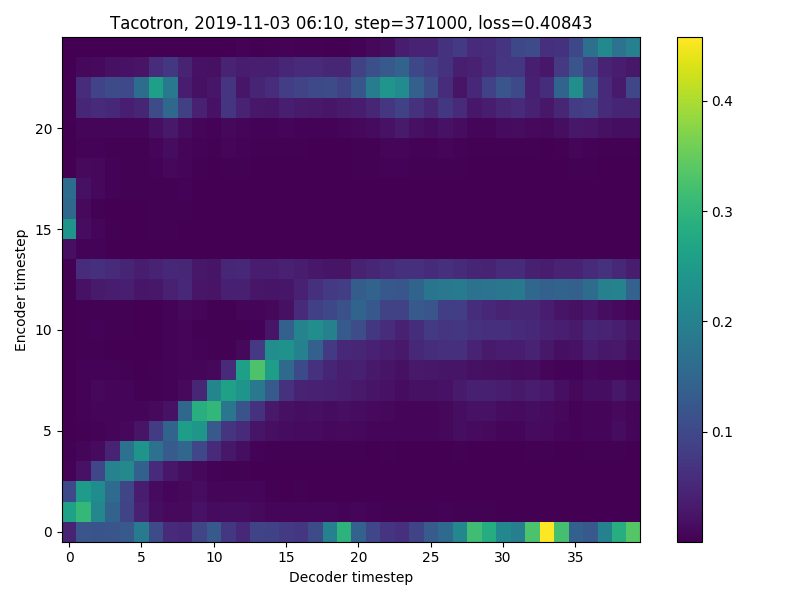 Tacotron, 2019-11-03 06:10, step=371000, loss=0.40843
Encoder timestep
20
15
10
5
0
0 5 10 15 20 25 30 35
Decoder timestep
0.4
0.3
0.2
0.1